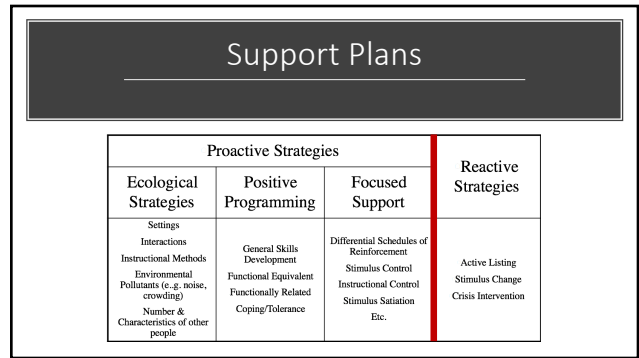 Support Plans
Proactive Strategies
Reactive
Strategies
Ecological
Strategies
Positive
Programming
Focused
Support
Settings
Interactions
Instructional Methods
Environmental
Pollutants (e..g. noise,
crowding)
Number &
Characteristics of other
people
General Skills
Development
Functional Equivalent
Functionally Related
Coping/Tolerance
Differential Schedules of
Reinforcement
Stimulus Control
Instructional Control
Stimulus Satiation
Etc.
Active Listing
Stimulus Change
Crisis Intervention